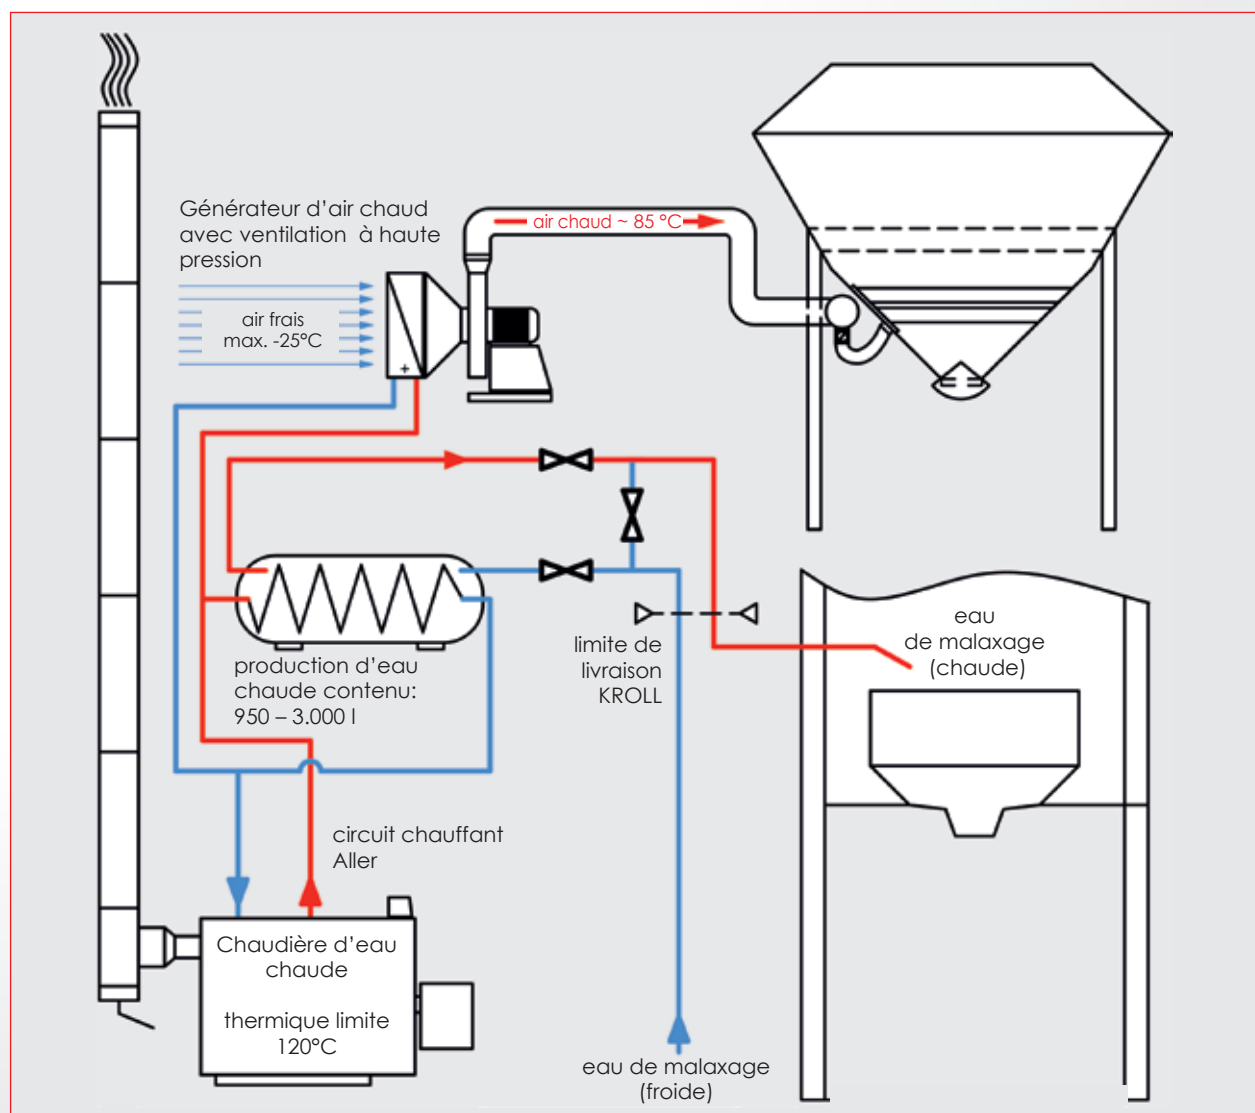 Générateur d'air chaud
avec ventilation à haute
pression
air chaud ~ 85 °C
air frais
max. -25°C
+
production d'eau
chaude contenu:
950 – 3.000 l
limite de
livraison
KROLL
eau
de malaxage
(chaude)
circuit chauffant
Aller
Chaudière d'eau
chaude
thermique limite
120°C
eau de malaxage
(froide)